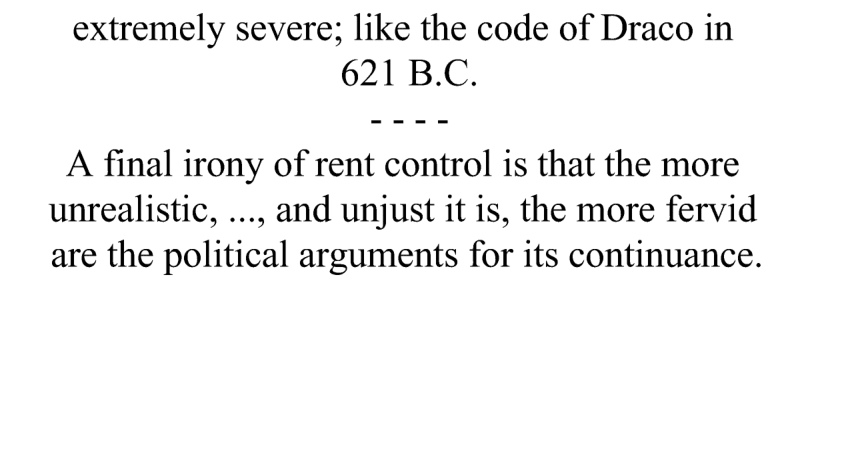 extremely severe; like the code of Draco in
621 B.C.
- - - -
A final irony of rent control is that the more
unrealistic, ..., and unjust it is, the more fervid
are the political arguments for its continuance.